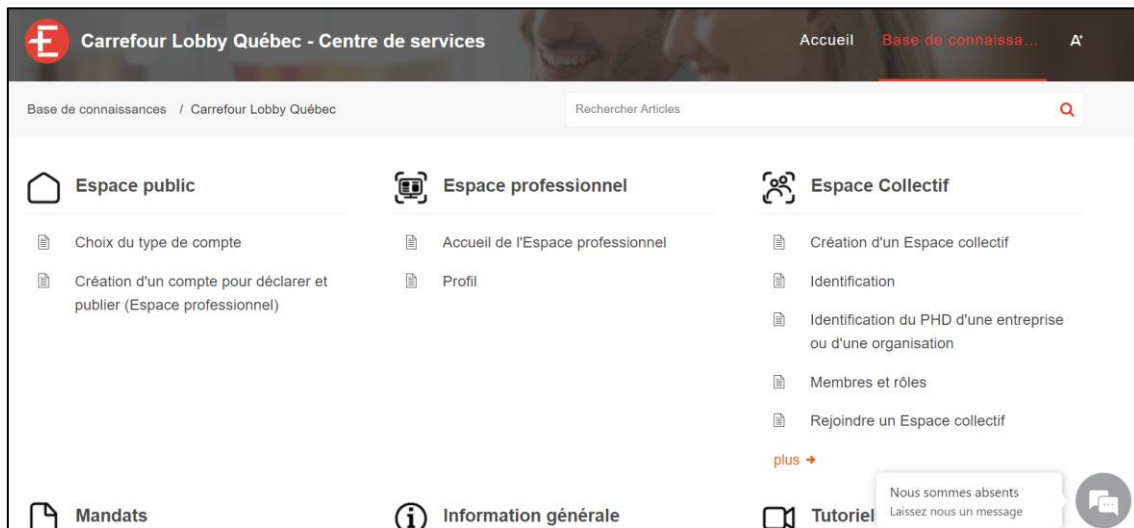 Carrefour Lobby Québec - Centre de services
Accueil
Base de connaissa...
A+
Base de connaissances / Carrefour Lobby Québec
Rechercher Articles
Espace public
Choix du type de compte
Création d'un compte pour déclarer et
publier (Espace professionnel)
Espace professionnel
Accueil de l'Espace professionnel
Profil
Espace Collectif
Création d'un Espace collectif
Identification
Identification du PHD d'une entreprise
ou d'une organisation
Membres et rôles
Rejoindre un Espace collectif
plus →
Mandats
Information générale
Tutoriel
Nous sommes absents
Laissez nous un message